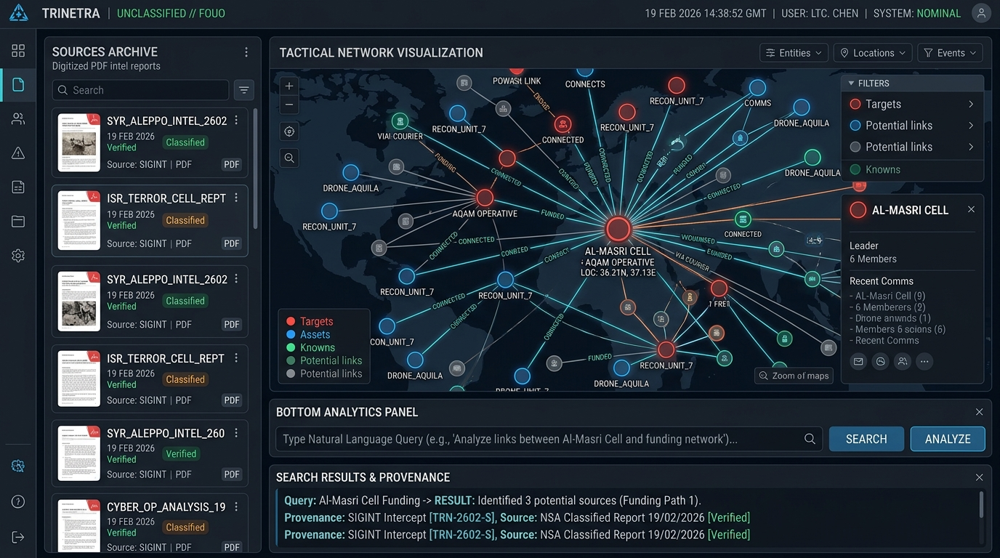 TRINETRA | UNCLASSIFIED // FOUO
19 FEB 2026 14:38:52 GMT | USER: LTC. CHEN | SYSTEM: NOMINAL
SOURCES ARCHIVE
Digitized PDF intel reports
Search
SYR_ALEPPO_INTEL_2602
19 FEB 2026
Verified
Classified
Source: SIGINT | PDF
PDF
ISR_TERROR_CELL_REPT
19 FEB 2026
Verified
Classified
Source: SIGINT | PDF
PDF
SYR_ALEPPO_INTEL_2602
19 FEB 2026
Verified
Classified
Source: SIGINT | PDF
PDF
ISR_TERROR_CELL_REPT
19 FEB 2026
Verified
Classified
Source: SIGINT | PDF
PDF
SYR_ALEPPO_INTEL_260
19 FEB 2026
Verified
Verified
Source: SIGINT | PDF
PDF
CYBER_OP_ANALYSIS_19
19 FEB 2026
Verified
Classified
Source: SIGINT | PDF
PDF
TACTICAL NETWORK VISUALIZATION
Entities
Locations
Events
LINK
CONNECTS
RECON_UNIT_7
COMMS
VIAI COURIER
RECON_UNIT_7
CONNECTED
RECON_UNIT_7
DRONE_AQUILA
FUNDING
CONNECTED
CONNECTED
DRONE_AQUILA
DRONE_AQUILA
CONNECTED
AQAM OPERATIVE
FUNDED
RECON_UNIT_7
CONNECTED
CONNECTED
CONNECTED
CONBITED
WOUINSED
AL-MASRI CELL
AQAM OPERATIVE
LOC: 36.21N, 37.13E
RECON_UNIT_7
RECON_UNIT_7
CONNECTED
CON_UNIT_7
FUNDED
RECON_UNIT_7
DRONE_AQUILA
DRONE_AQUILA
DRONE_UNIT_7
Targets
Assets
Knowns
Potential links
Potential links
FILTERS
Targets
Potential links
Potential links
Knowns
AL-MASRI CELL
Leader
6 Members
Recent Comms
- AL-Masri Cell (9)
- 6 Memberers (2)
- Drone anwnds (1)
- Members 6 scions (6)
- Recent Comms
Zoom of maps
BOTTOM ANALYTICS PANEL
Type Natural Language Query (e.g., 'Analyze links between Al-Masri Cell and funding network')...
SEARCH
ANALYZE
SEARCH RESULTS & PROVENANCE
Query: Al-Masri Cell Funding -> RESULT: Identified 3 potential sources (Funding Path 1)
Provenance: SIGINT Intercept [TRN-2602-S], Source: NSA Classified Report 19/02/2026 [Verified]
Provenance: SIGINT Intercept [TRN-2602-S], Source: NSA Classified Report 19/02/2026 [Verified]